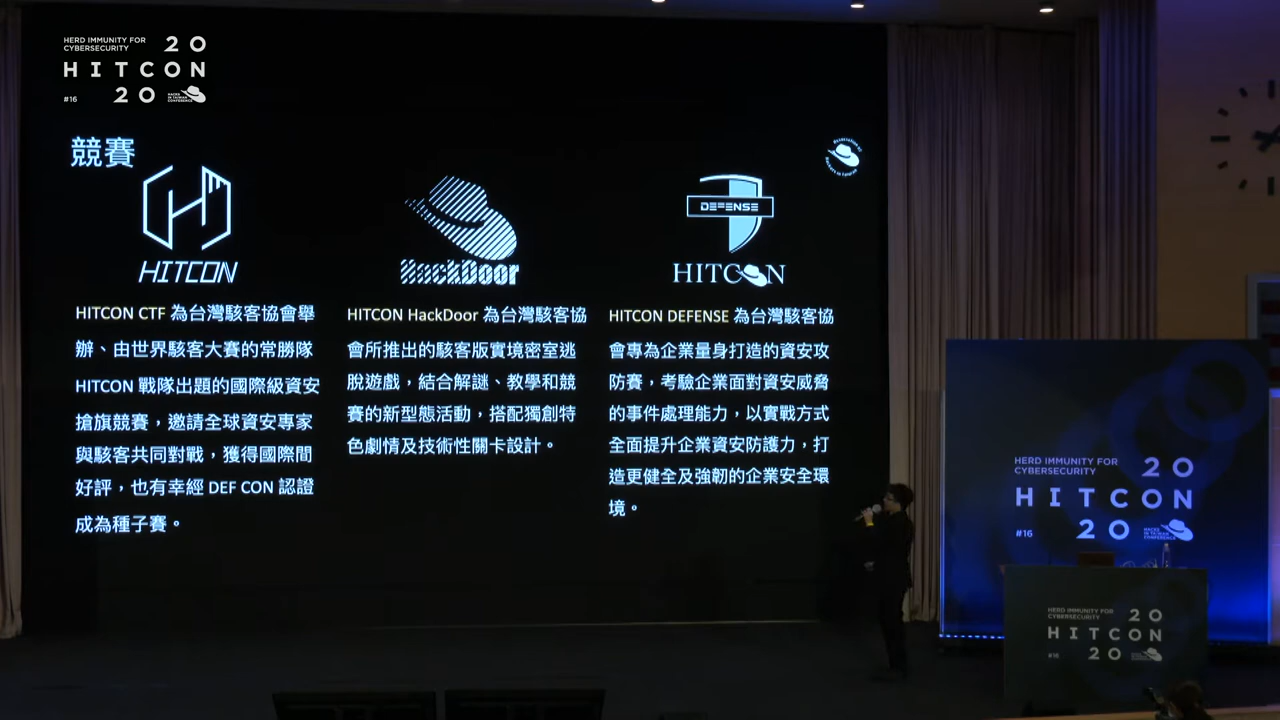 HERD IMMUNITY FOR
CYBERSECURITY
20
HITCON
#16
20
HACKS
IN TAIWAN
CONFERENCE
競賽
HITCON
HackDoor
DEFENSE
HITCON
HITCON CTF 為台灣駭客協會舉
辦、由世界駭客大賽的常勝隊
HITCON 戰隊出題的國際級資安
搶旗競賽，邀請全球資安專家
與駭客共同對戰，獲得國際間
好評，也有幸經 DEF CON 認證
成為種子賽。
HITCON HackDoor 為台灣駭客協
會所推出的駭客版實境密室逃
脫遊戲，結合解謎、教學和競
賽的新型態活動，搭配獨創特
色劇情及技術性關卡設計。
HITCON DEFENSE 為台灣駭客協
會專為企業量身打造的資安攻
防賽，考驗企業面對資安威脅
的事件處理能力，以實戰方式
全面提升企業資安防護力，打
造更健全及強韌的企業安全環
境。
HERD IMMUNITY FOR
CYBERSECURITY
20
HITCON
#16
20
HACKS
IN TAIWAN
CONFERENCE
HERD IMMUNITY FOR
CYBERSECURITY
20
HITCON
#16
20